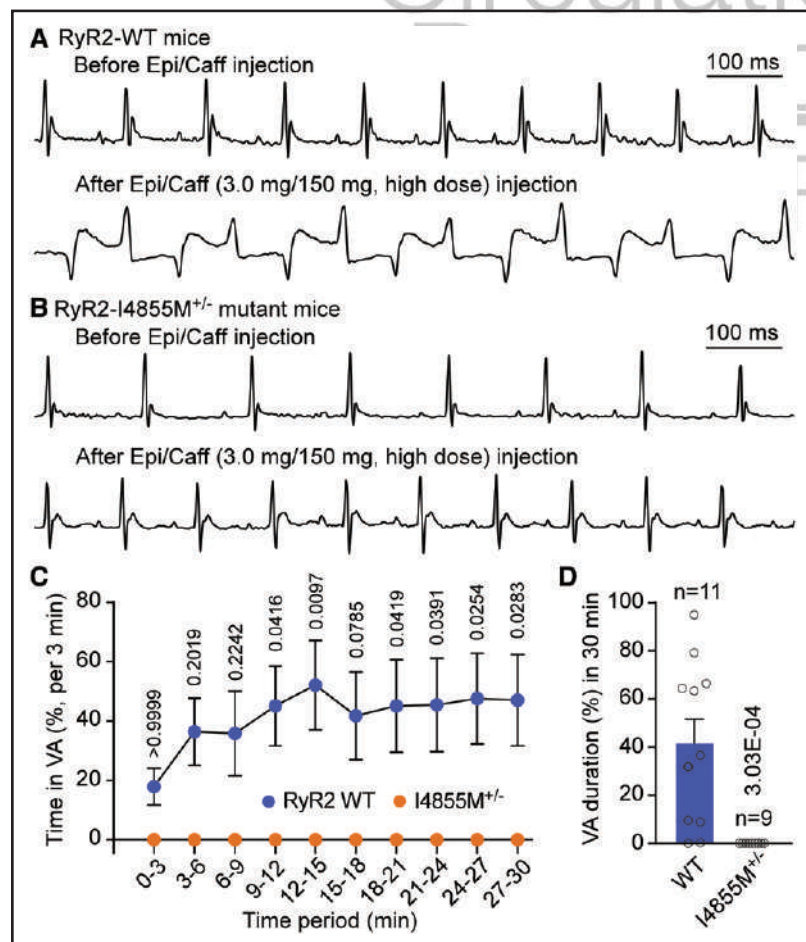 Circulatio
A RyR2-WT mice
Before Epi/Caff injection
100 ms
After Epi/Caff (3.0 mg/150 mg, high dose) injection
B RyR2-I4855M+/- mutant mice
Before Epi/Caff injection
100 ms
After Epi/Caff (3.0 mg/150 mg, high dose) injection
C
Time in VA (%, per 3 min)
80
60
40
20
0
>0.9999
0.2019
0.2242
0.0416
0.0097
0.0785
0.0419
0.0391
0.0254
0.0283
RyR2 WT
I4855M+/-
0-3
3-6
6-9
9-12
12-15
15-18
18-21
21-24
24-27
27-30
Time period (min)
D
VA duration (%) in 30 min
100
80
60
40
20
0
n=11
3.03E-04
n=9
WT
I4855M+/-